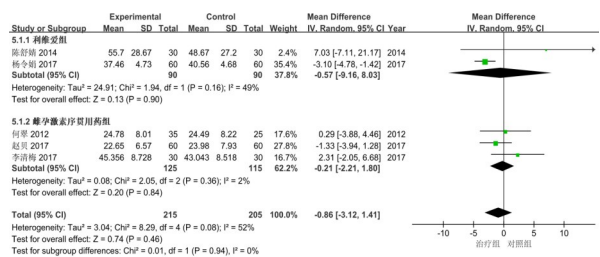 Experimental Control Mean Difference Mean Difference
Study or Subgroup Mean SD Total Mean SD Total Weight IV, Random, 95% CI Year IV, Random, 95% CI
5.1.1 利维爱组
陈舒婧 2014 55.7 28.67 30 48.67 27.2 30 2.4% 7.03 [-7.11, 21.17] 2014
杨令娟 2017 37.46 4.73 60 40.56 4.68 60 35.4% -3.10 [-4.78, -1.42] 2017
Subtotal (95% CI) 90 90 37.8% -0.57 [-9.16, 8.03]
Heterogeneity: Tau² = 24.91; Chi² = 1.94, df = 1 (P = 0.16); I² = 49%
Test for overall effect: Z = 0.13 (P = 0.90)
5.1.2 雌孕激素序贯用药组
何翠 2012 24.78 8.01 35 24.49 8.22 25 17.8% 0.29 [-3.88, 4.46] 2012
赵贝 2017 22.65 6.57 60 23.98 7.93 60 27.1% -1.33 [-3.94, 1.28] 2017
李清梅 2017 45.356 8.728 30 43.043 8.518 30 17.2% 2.31 [-2.05, 6.68] 2017
Subtotal (95% CI) 125 115 62.2% -0.21 [-2.21, 1.80]
Heterogeneity: Tau² = 0.08; Chi² = 2.05, df = 2 (P = 0.36); I² = 2%
Test for overall effect: Z = 0.20 (P = 0.84)
Total (95% CI) 215 205 100.0% -0.86 [-3.12, 1.41]
Heterogeneity: Tau² = 3.04; Chi² = 8.29, df = 4 (P = 0.08); I² = 52%
Test for overall effect: Z = 0.74 (P = 0.46)
Test for subgroup differences: Chi² = 0.01, df = 1 (P = 0.94), I² = 0%
-10 -5 0 5 10
治疗组 对照组